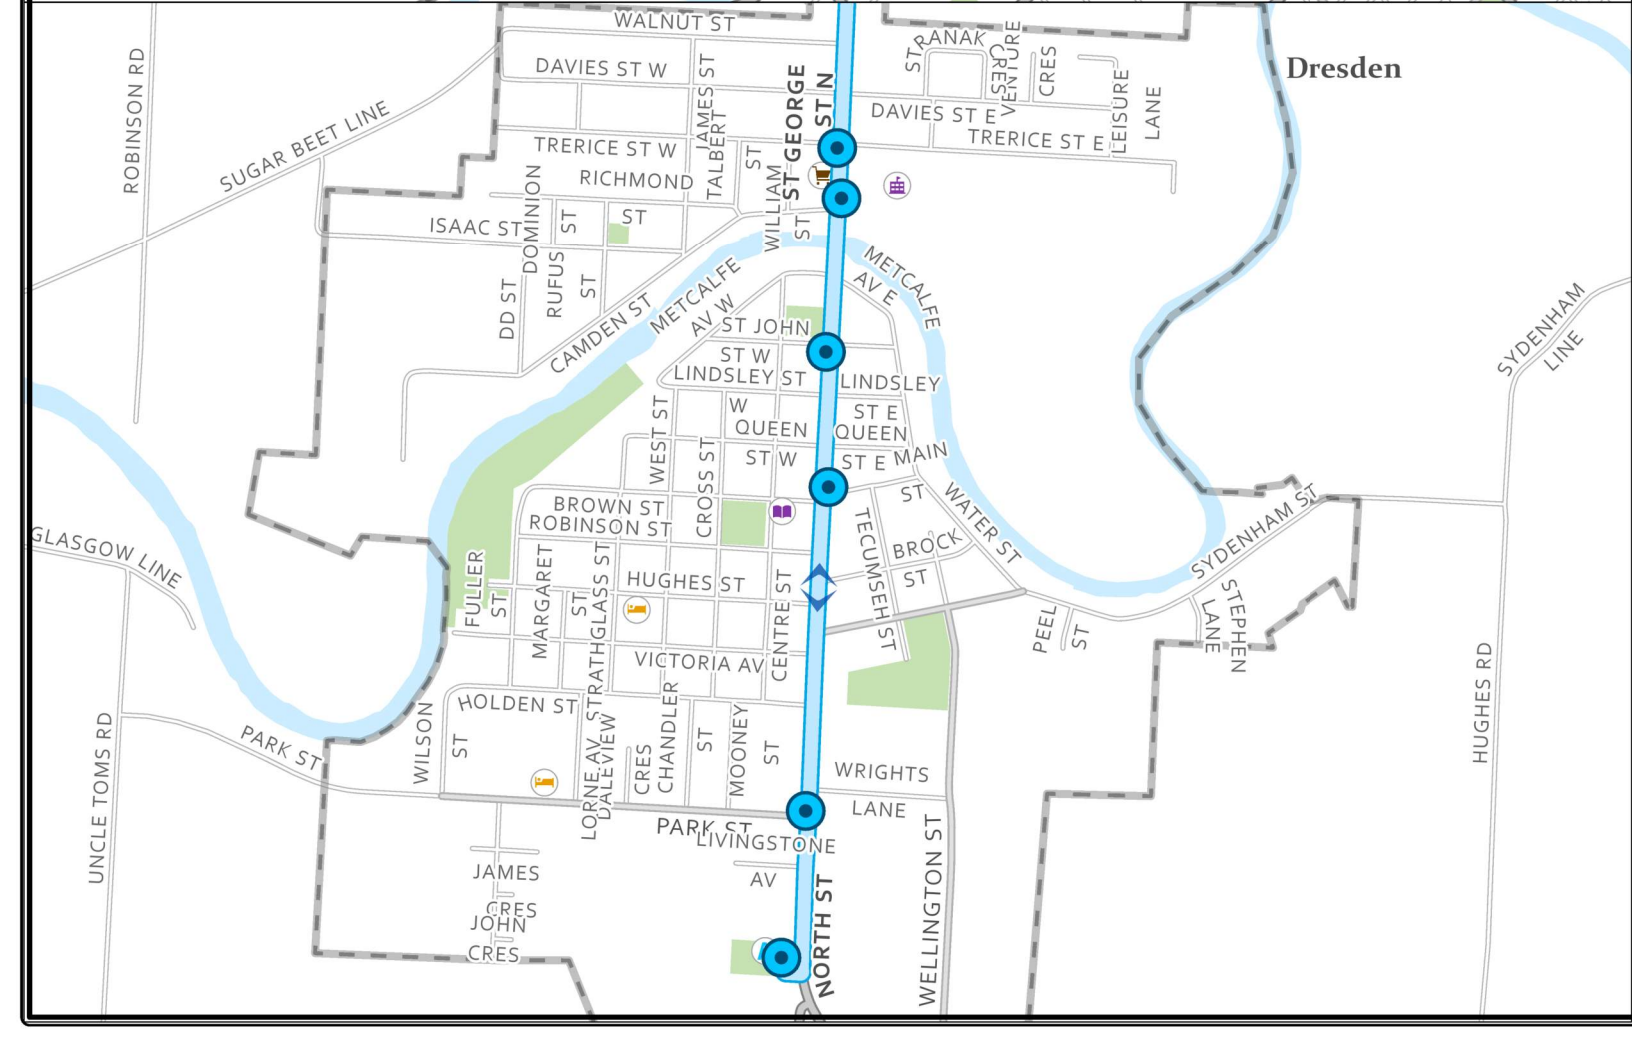 WALNUT ST
Dresden
ROBINSON RD
DAVIES ST W
JAMES ST
ST GEORGE
ST N
ST
RANAK
CRES
VENTURE
CRES
LEISURE
LANE
DAVIES ST E
SUGAR BEET LINE
TRERICE ST W
TALBERT
ST
TRERICE ST E
RICHMOND
ST
DOMINION
ISAAC ST
ST
WILLIAM
ST
RUFUS
ST
DD ST
METCALFE
AV W
METCALFE
AV E
CAMDEN ST
ST JOHN
ST W
LINDSLEY ST
W
LINDSLEY
ST E
SYDENHAM
LINE
WEST ST
CROSS ST
QUEEN
ST W
QUEEN
ST E
MAIN
ST
BROWN ST
ROBINSON ST
WATER ST
TECUMSEH ST
BROCK
ST
SYDENHAM ST
GLASGOW LINE
FULLER
ST
MARGARET
ST
STRATHGLASS ST
HUGHES ST
CENTRE ST
PEEL
ST
STEPHEN
LANE
VICTORIA AV
HOLDEN ST
HUGHES RD
UNCLE TOMS RD
PARK ST
WILSON
ST
LORNE AV
DALEVIEW
CRES
CHANDLER
ST
MOONEY
ST
WRIGHTS
LANE
PARK ST
LIVINGSTONE
AV
JAMES
CRES
JOHN
CRES
NORTH ST
WELLINGTON ST